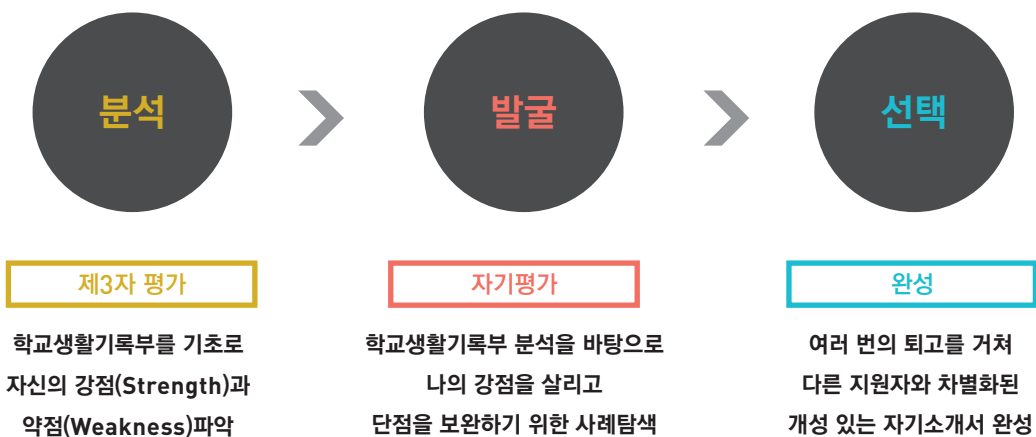 분석
발굴
선택
제3자 평가
자기평가
완성
학교생활기록부를 기초로
자신의 강점(Strength)과
약점(Weakness)파악
학교생활기록부 분석을 바탕으로
나의 강점을 살리고
단점을 보완하기 위한 사례탐색
여러 번의 퇴고를 거쳐
다른 지원자와 차별화된
개성 있는 자기소개서 완성